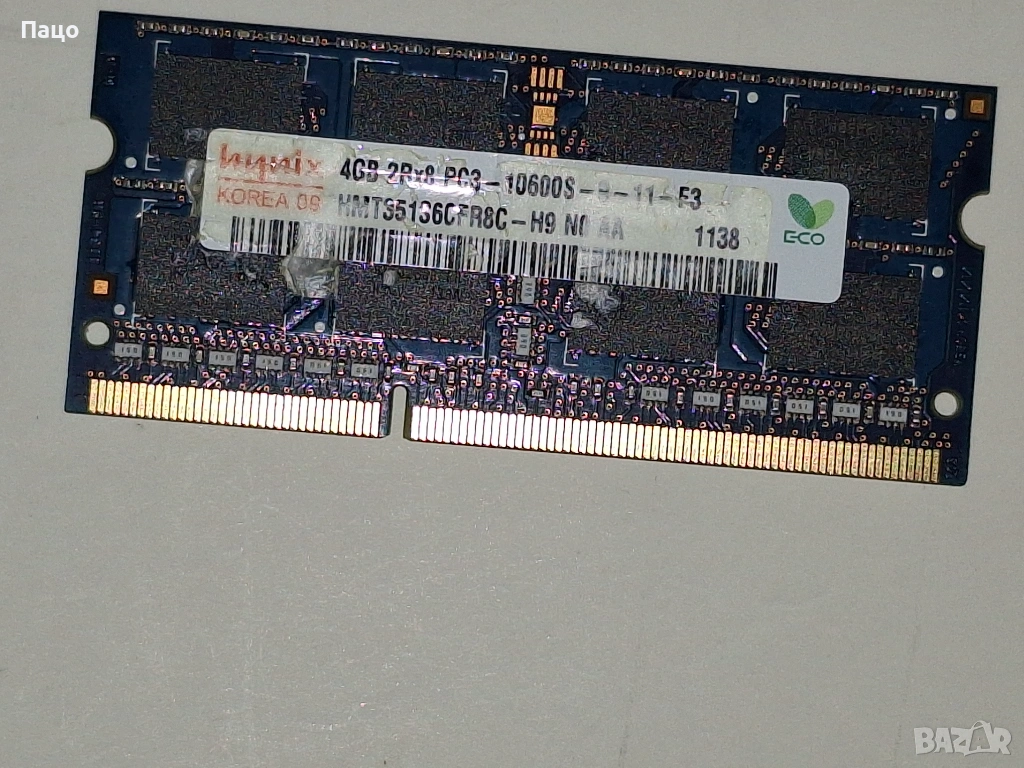 Пацо
hynix
KOREA 09
4GB 2Rx8 PC3-10600S-9-11-F3
HMT351S6CFR8C-H9 N0 AA
1138
ECO
BAZAR